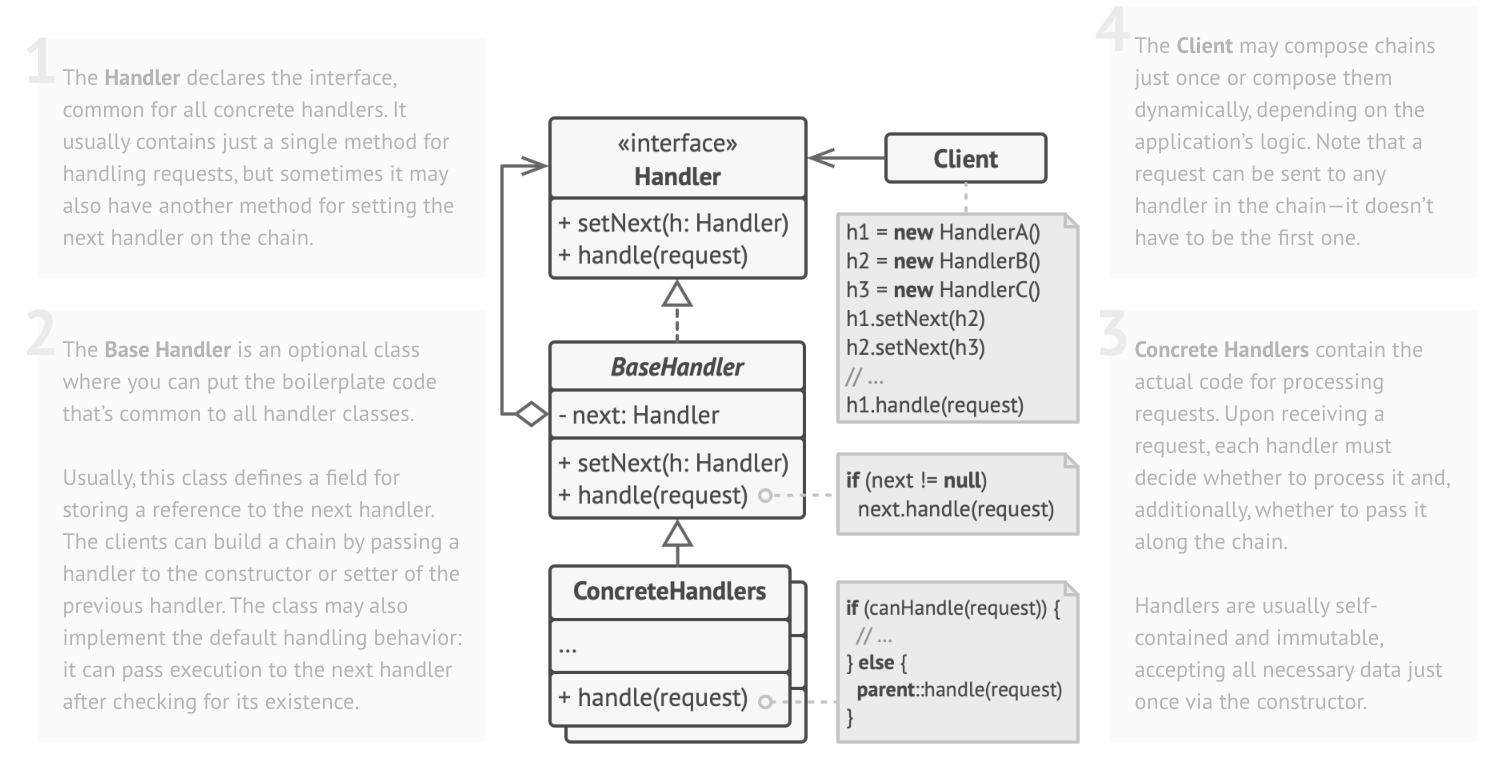 1
The Handler declares the interface,
common for all concrete handlers. It
usually contains just a single method for
handling requests, but sometimes it may
also have another method for setting the
next handler on the chain.
2
The Base Handler is an optional class
where you can put the boilerplate code
that's common to all handler classes.
Usually, this class defines a field for
storing a reference to the next handler.
The clients can build a chain by passing a
handler to the constructor or setter of the
previous handler. The class may also
implement the default handling behavior:
it can pass execution to the next handler
after checking for its existence.
«interface»
Handler
+ setNext(h: Handler)
+ handle(request)
BaseHandler
- next: Handler
+ setNext(h: Handler)
+ handle(request)
ConcreteHandlers
...
+ handle(request)
Client
h1 = new HandlerA()
h2 = new HandlerB()
h3 = new HandlerC()
h1.setNext(h2)
h2.setNext(h3)
// ...
h1.handle(request)
if (next != null)
next.handle(request)
if (canHandle(request)) {
// ...
} else {
parent::handle(request)
}
4
The Client may compose chains
just once or compose them
dynamically, depending on the
application's logic. Note that a
request can be sent to any
handler in the chain—it doesn't
have to be the first one.
3
Concrete Handlers contain the
actual code for processing
requests. Upon receiving a
request, each handler must
decide whether to process it and,
additionally, whether to pass it
along the chain.
Handlers are usually self-
contained and immutable,
accepting all necessary data just
once via the constructor.